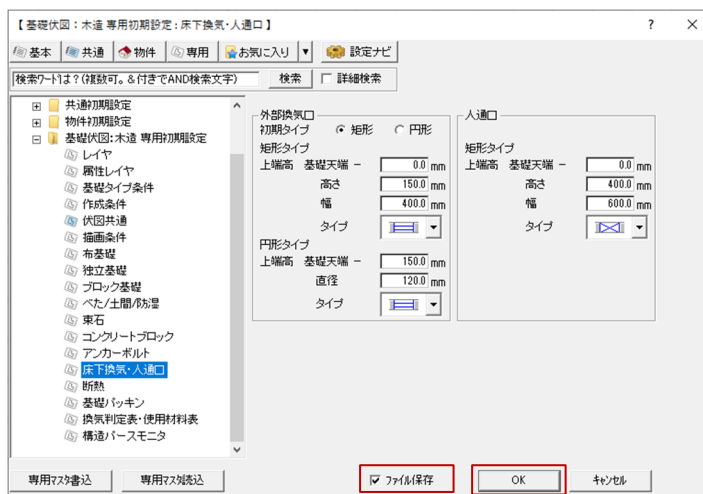 【 基礎伏図：木造 専用初期設定：床下換気・人通口 】 ? ×
基本 共通 物件 専用 お気に入り ▼ 設定ナビ
検索ワードは？(複数可。&付きでAND検索文字) 検索 詳細検索
共通初期設定
物件初期設定
基礎伏図：木造 専用初期設定
レイヤ
属性レイヤ
基礎タイプ条件
作成条件
伏図共通
描画条件
布基礎
独立基礎
ブロック基礎
べた/土間/防湿
束石
コンクリートブロック
アンカーボルト
床下換気・人通口
断熱
基礎パッキン
換気判定表・使用材料表
構造パースモニタ
外部換気口
初期タイプ 矩形 円形
矩形タイプ
上端高 基礎天端 － 0.0 mm
高さ 150.0 mm
幅 400.0 mm
タイプ
円形タイプ
上端高 基礎天端 － 150.0 mm
直径 120.0 mm
タイプ
人通口
矩形タイプ
上端高 基礎天端 － 0.0 mm
高さ 400.0 mm
幅 600.0 mm
タイプ
専用マスタ書込 専用マスタ読込 ファイル保存 OK キャンセル